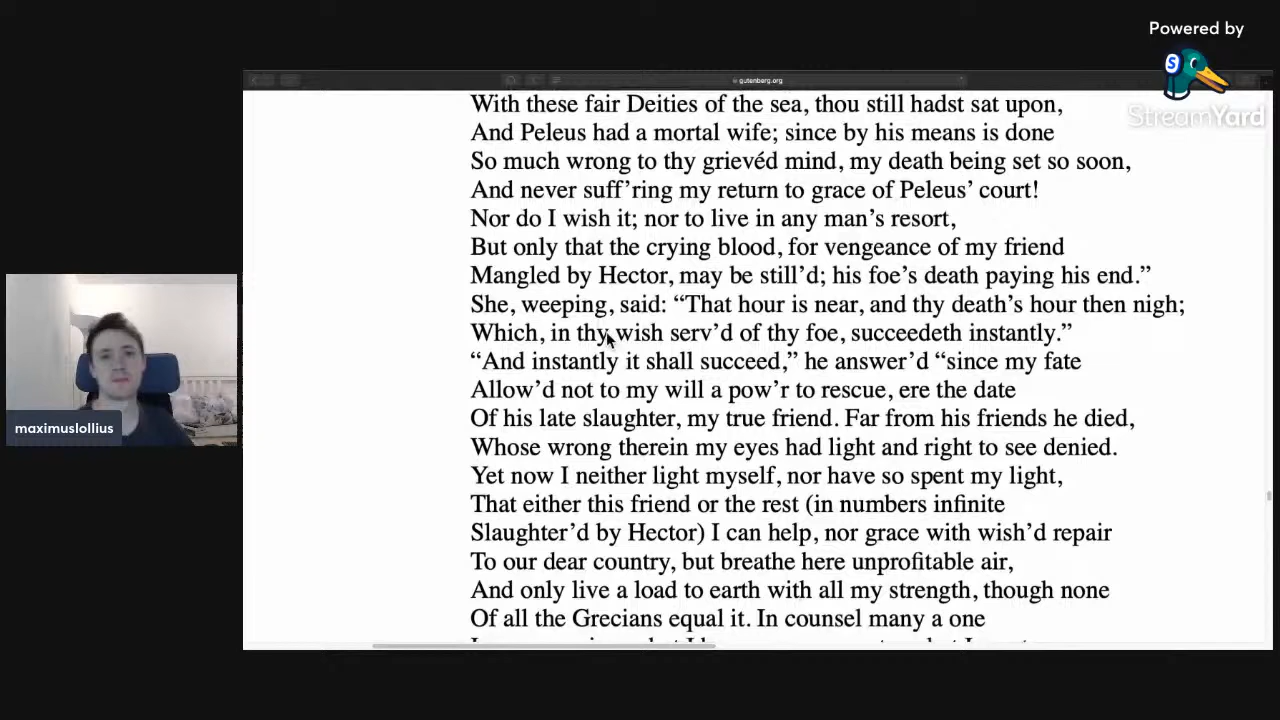 Powered by
S
StreamYard
gutenberg.org
With these fair Deities of the sea, thou still hadst sat upon,
And Peleus had a mortal wife; since by his means is done
So much wrong to thy grievéd mind, my death being set so soon,
And never suff’ring my return to grace of Peleus’ court!
Nor do I wish it; nor to live in any man’s resort,
But only that the crying blood, for vengeance of my friend
Mangled by Hector, may be still’d; his foe’s death paying his end.”
She, weeping, said: “That hour is near, and thy death’s hour then nigh;
Which, in thy wish serv’d of thy foe, succeedeth instantly.”
“And instantly it shall succeed,” he answer’d “since my fate
Allow’d not to my will a pow’r to rescue, ere the date
Of his late slaughter, my true friend. Far from his friends he died,
Whose wrong therein my eyes had light and right to see denied.
Yet now I neither light myself, nor have so spent my light,
That either this friend or the rest (in numbers infinite
Slaughter’d by Hector) I can help, nor grace with wish’d repair
To our dear country, but breathe here unprofitable air,
And only live a load to earth with all my strength, though none
Of all the Grecians equal it. In counsel many a one
maximuslollius